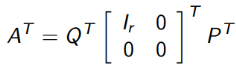 A^T = Q^T [ I_r 0 ; 0 0 ]^T P^T